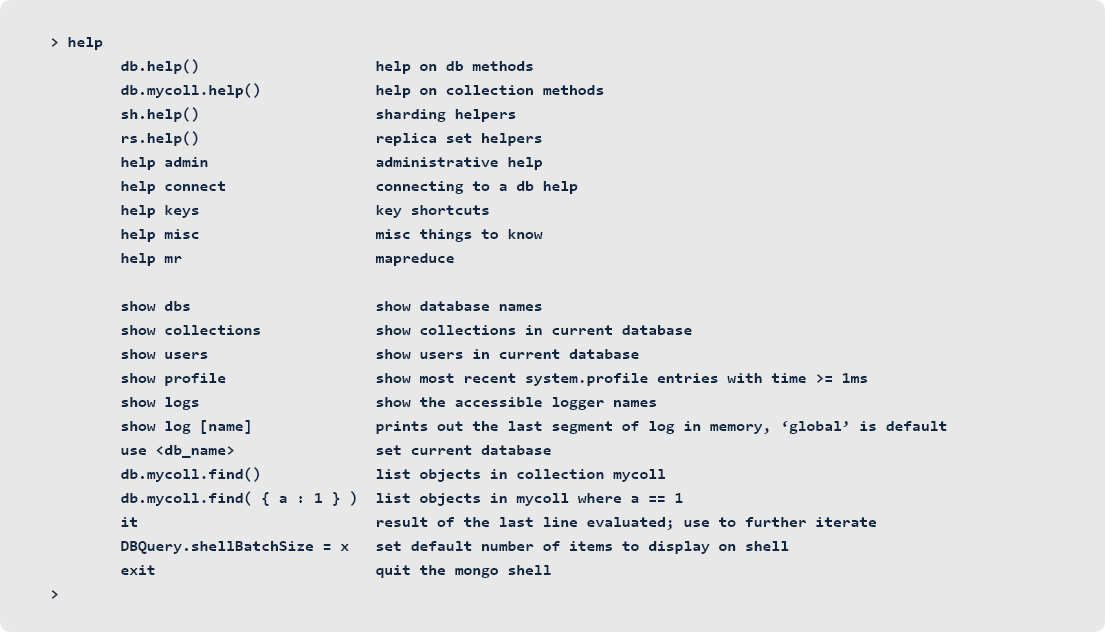 > help
db.help() help on db methods
db.mycoll.help() help on collection methods
sh.help() sharding helpers
rs.help() replica set helpers
help admin administrative help
help connect connecting to a db help
help keys key shortcuts
help misc misc things to know
help mr mapreduce
show dbs show database names
show collections show collections in current database
show users show users in current database
show profile show most recent system.profile entries with time >= 1ms
show logs show the accessible logger names
show log [name] prints out the last segment of log in memory, ‘global’ is default
use <db_name> set current database
db.mycoll.find() list objects in collection mycoll
db.mycoll.find( { a : 1 } ) list objects in mycoll where a == 1
it result of the last line evaluated; use to further iterate
DBQuery.shellBatchSize = x set default number of items to display on shell
exit quit the mongo shell
>